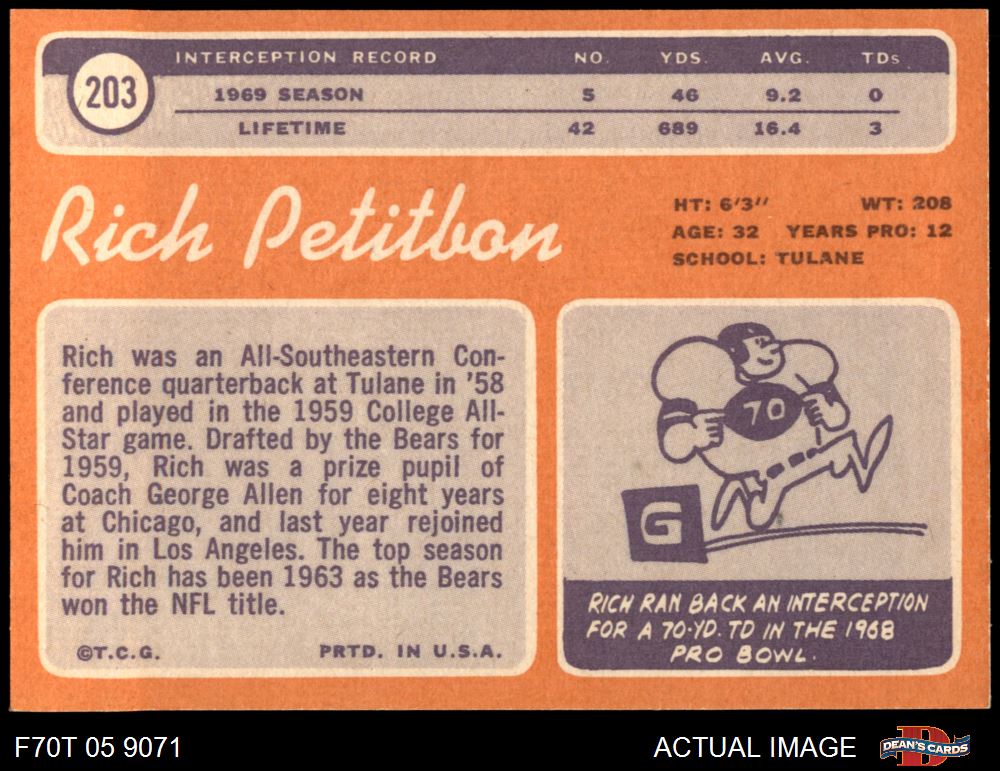 203
INTERCEPTION RECORD NO. YDS. AVG. TDs
1969 SEASON 5 46 9.2 0
LIFETIME 42 689 16.4 3
Rich Petitbon
HT: 6'3" WT: 208
AGE: 32 YEARS PRO: 12
SCHOOL: TULANE
Rich was an All-Southeastern Con-
ference quarterback at Tulane in '58
and played in the 1959 College All-
Star game. Drafted by the Bears for
1959, Rich was a prize pupil of
Coach George Allen for eight years
at Chicago, and last year rejoined
him in Los Angeles. The top season
for Rich has been 1963 as the Bears
won the NFL title.
©T.C.G. PRTD. IN U.S.A.
70
G
RICH RAN BACK AN INTERCEPTION
FOR A 70-YD. TD IN THE 1968
PRO BOWL.
F70T 05 9071
ACTUAL IMAGE
D
DEAN'S CARDS